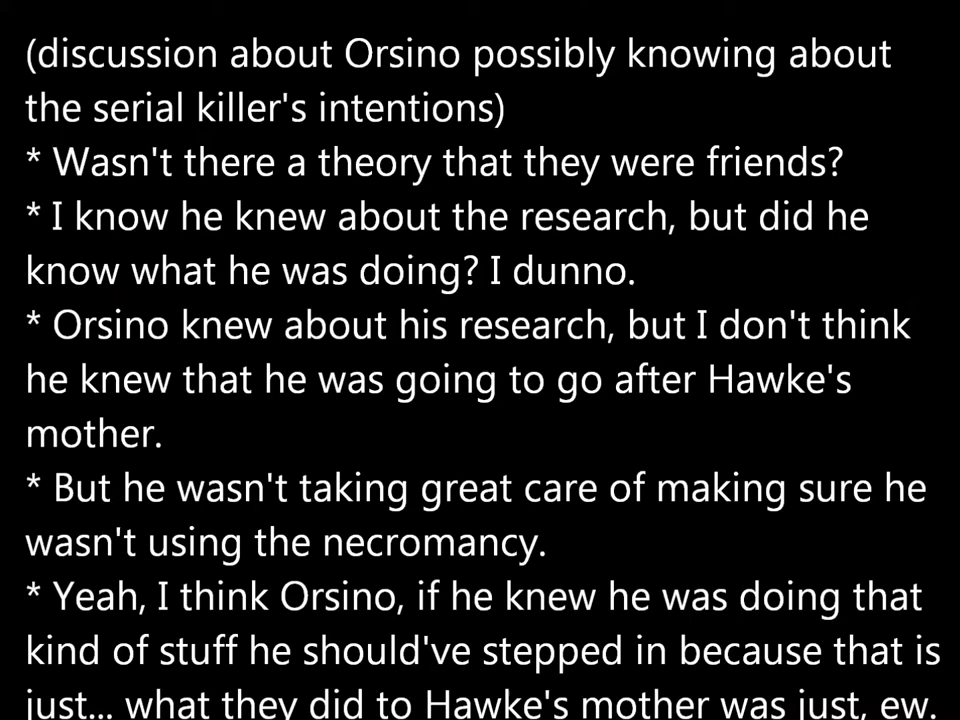 (discussion about Orsino possibly knowing about
the serial killer's intentions)
* Wasn't there a theory that they were friends?
* I know he knew about the research, but did he
know what he was doing? I dunno.
* Orsino knew about his research, but I don't think
he knew that he was going to go after Hawke's
mother.
* But he wasn't taking great care of making sure he
wasn't using the necromancy.
* Yeah, I think Orsino, if he knew he was doing that
kind of stuff he should've stepped in because that is
just... what they did to Hawke's mother was just, ew.